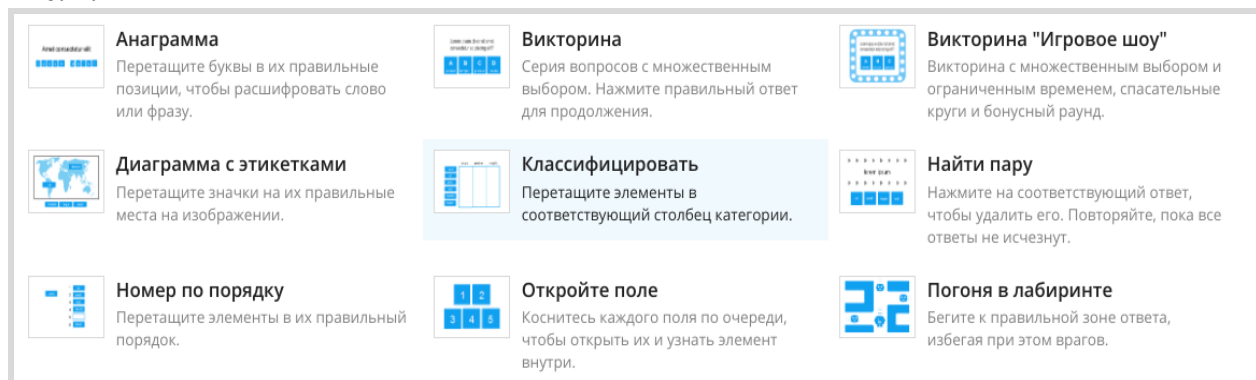 Анаграмма
Перетащите буквы в их правильные
позиции, чтобы расшифровать слово
или фразу.
Викторина
Серия вопросов с множественным
выбором. Нажмите правильный ответ
для продолжения.
Викторина "Игровое шоу"
Викторина с множественным выбором и
ограниченным временем, спасательные
круги и бонусный раунд.
Диаграмма с этикетками
Перетащите значки на их правильные
места на изображении.
Классифицировать
Перетащите элементы в
соответствующий столбец категории.
lorem ipsum
Найти пару
Нажмите на соответствующий ответ,
чтобы удалить его. Повторяйте, пока все
ответы не исчезнут.
Номер по порядку
Перетащите элементы в их правильный
порядок.
1 2
3 4 5
Откройте поле
Коснитесь каждого поля по очереди,
чтобы открыть их и узнать элемент
внутри.
Погоня в лабиринте
Бегите к правильной зоне ответа,
избегая при этом врагов.